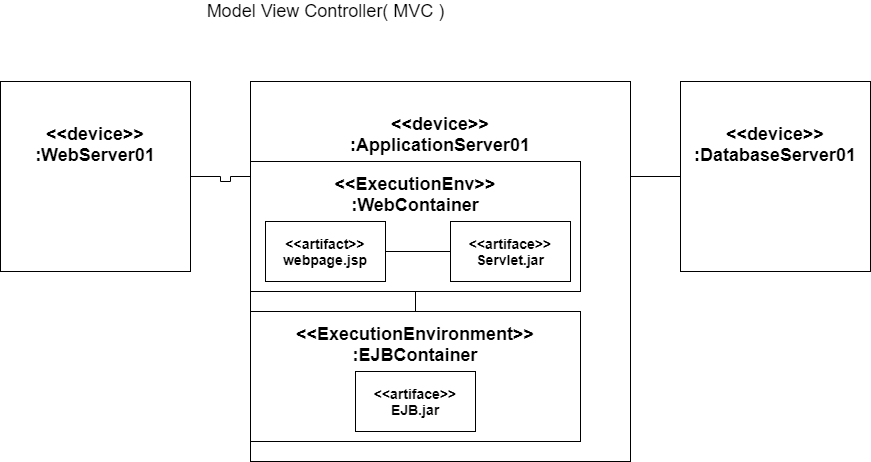 Model View Controller( MVC )
<<device>>
:WebServer01
<<device>>
:ApplicationServer01
<<device>>
:DatabaseServer01
<<ExecutionEnv>>
:WebContainer
<<artifact>>
webpage.jsp
<<artiface>>
Servlet.jar
<<ExecutionEnvironment>>
:EJBContainer
<<artiface>>
EJB.jar